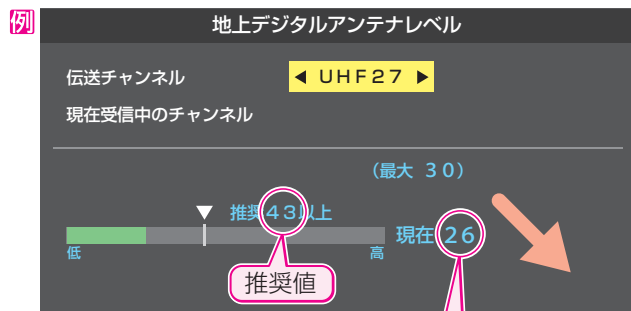 例
地上デジタルアンテナレベル
伝送チャンネル ◀ UHF27 ▶
現在受信中のチャンネル
(最大 30)
▼ 推奨43以上
現在 26
低 高
推奨値